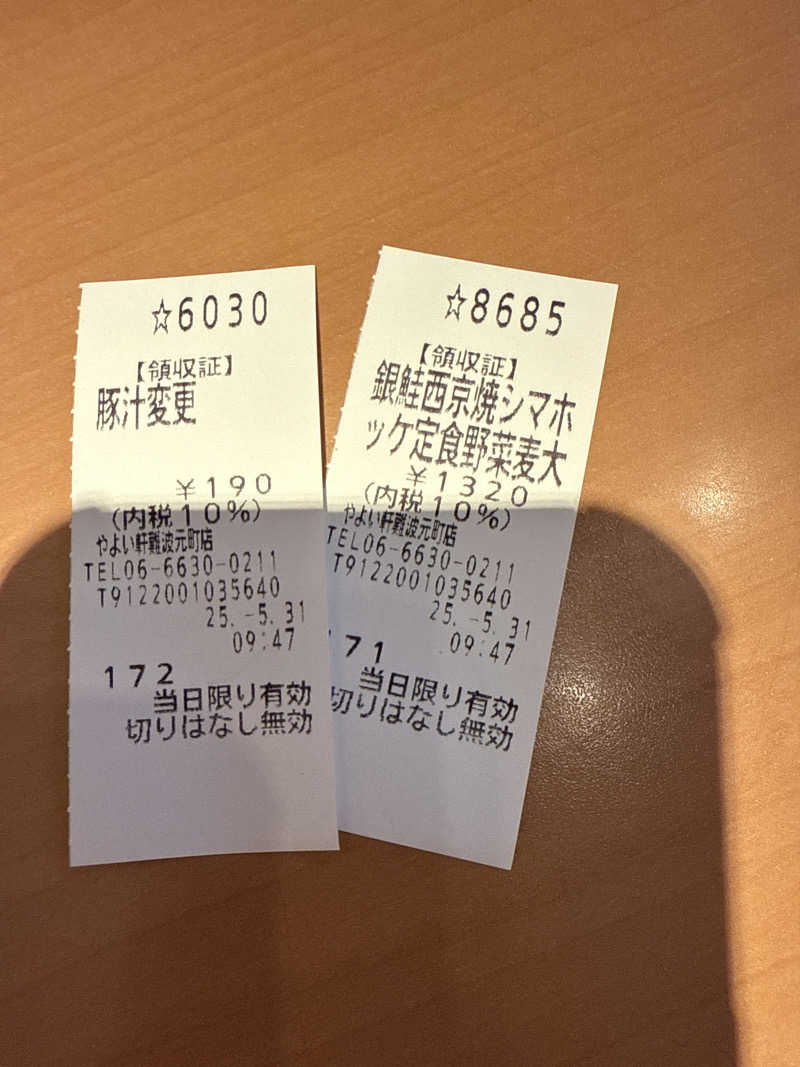 ☆6030
【領収証】
豚汁変更
￥190
(内税10%)
やよい軒難波元町店
TEL06-6630-0211
T9122001035640
25.-5.31
09:47
172
当日限り有効
切りはなし無効
☆8685
【領収証】
銀鮭西京焼シマホ
ッケ定食野菜麦大
￥1320
(内税10%)
やよい軒難波元町店
TEL06-6630-0211
T9122001035640
25.-5.31
09:47
171
当日限り有効
切りはなし無効